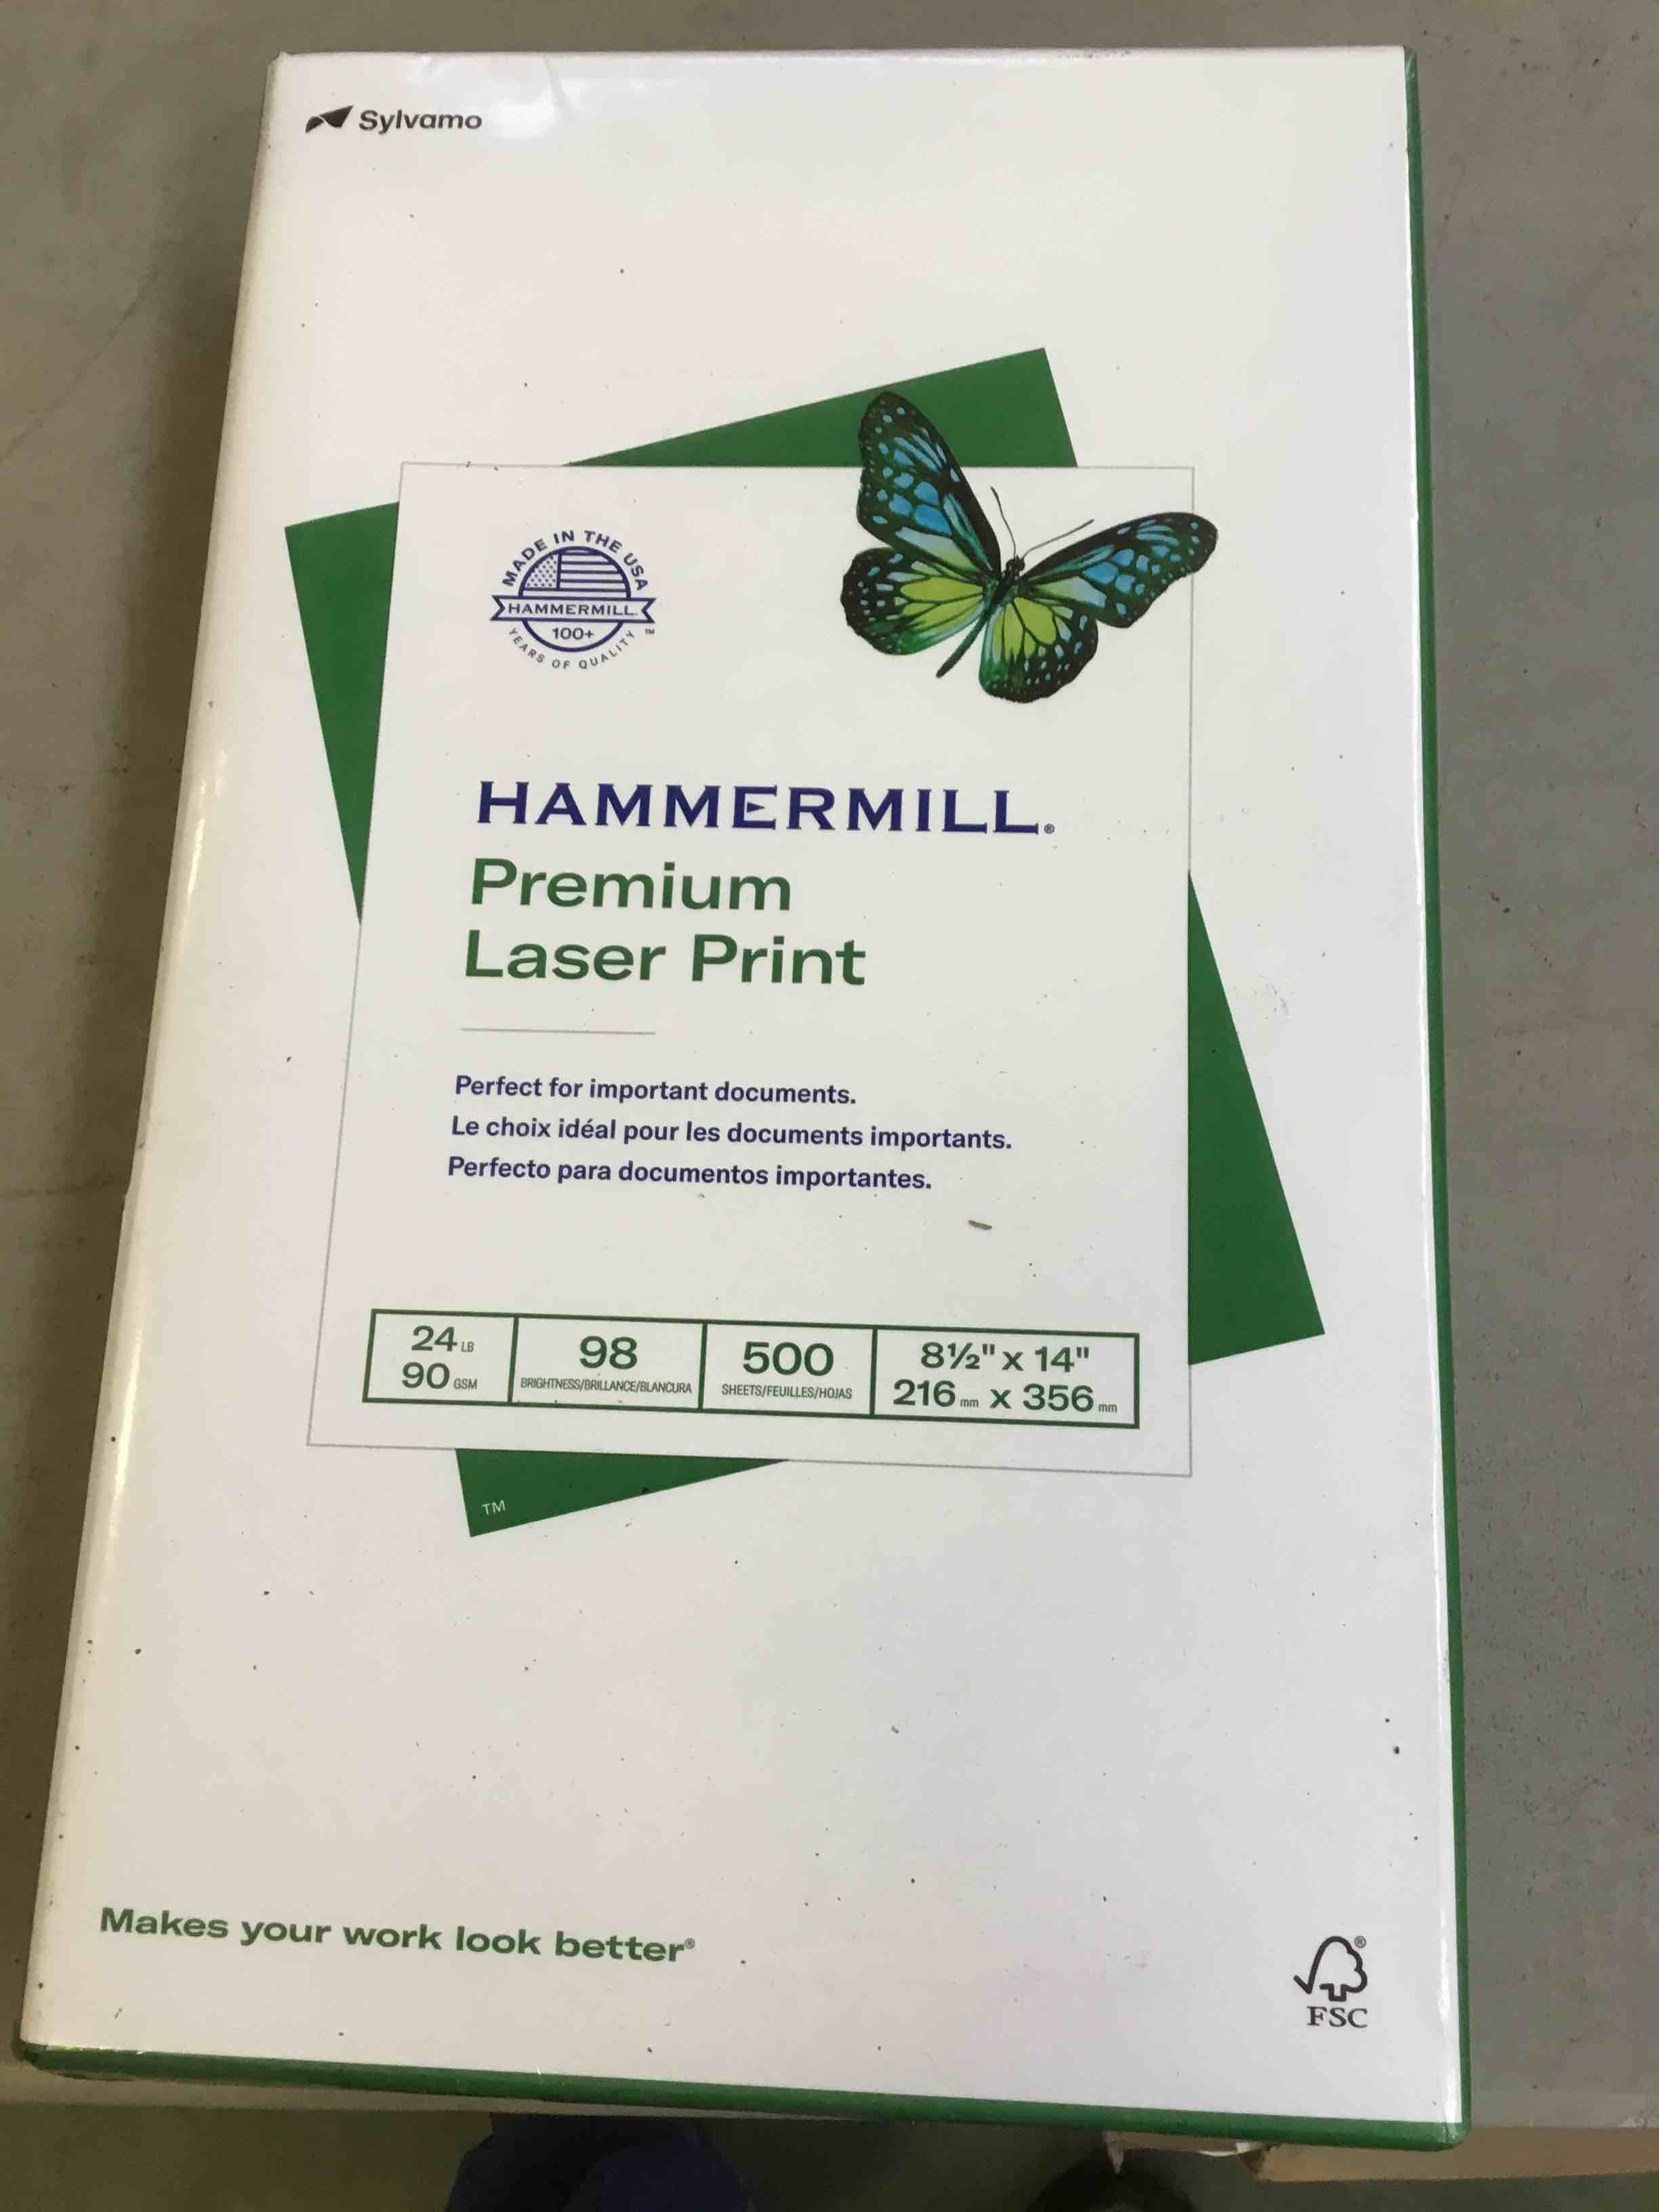 Sylvamo
MADE IN THE USA
HAMMERMILL
100+
YEARS OF QUALITY ™
HAMMERMILL®
Premium
Laser Print
Perfect for important documents.
Le choix idéal pour les documents importants.
Perfecto para documentos importantes.
24 LB
90 GSM
98
BRIGHTNESS/BRILLANCE/BLANCURA
500
SHEETS/FEUILLES/HOJAS
8½" x 14"
216 mm x 356 mm
TM
Makes your work look better®
®
FSC